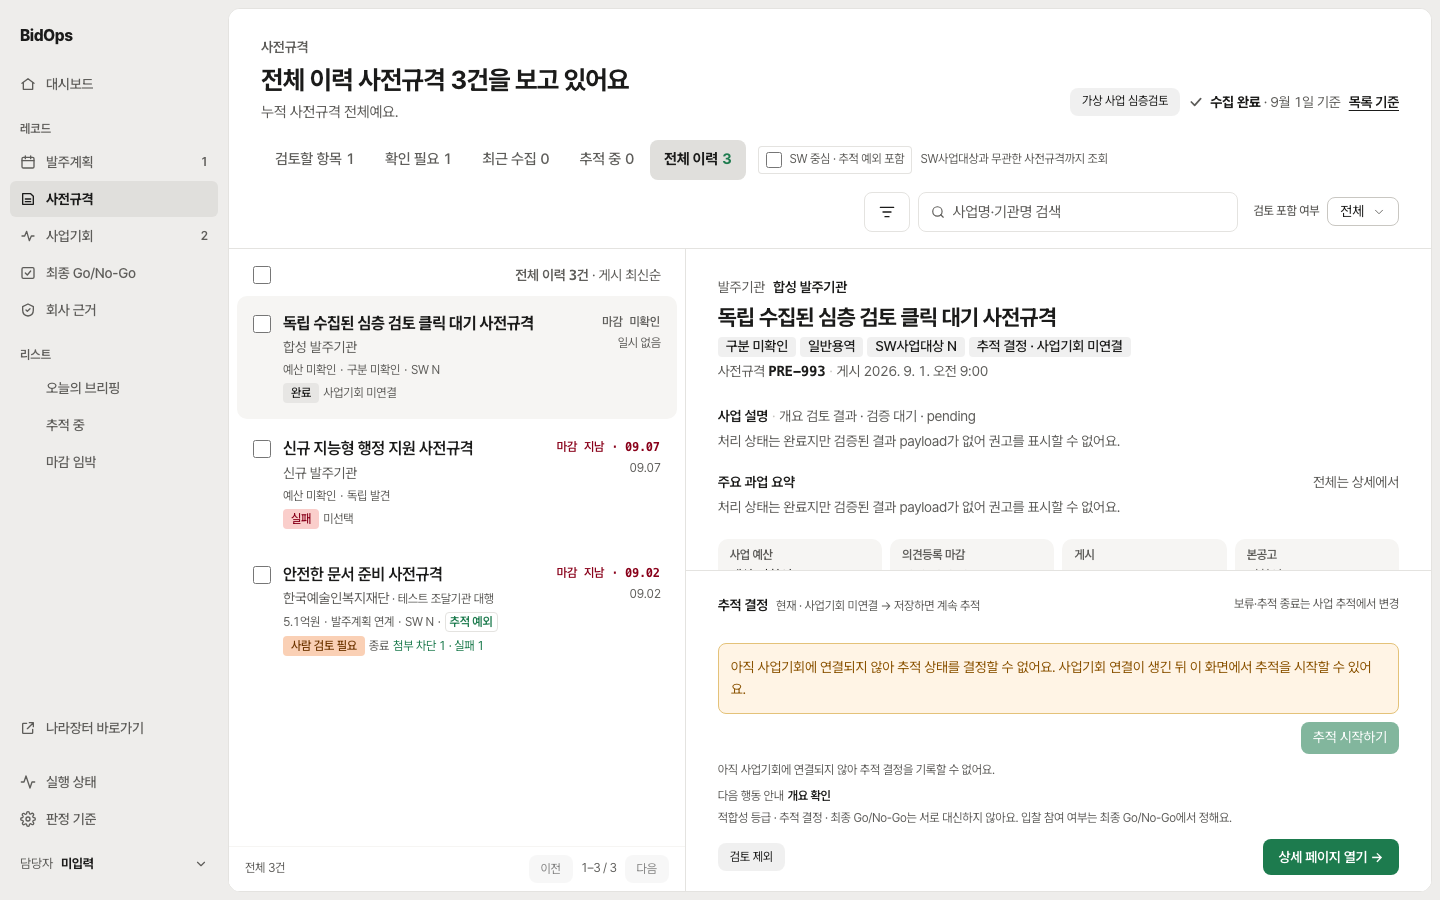 BidOps
대시보드
레코드
발주계획 1
사전규격
사업기회 2
최종 Go/No-Go
회사 근거
리스트
오늘의 브리핑
추적 중
마감 임박
나라장터 바로가기
실행 상태
판정 기준
담당자 미입력
사전규격
전체 이력 사전규격 3건을 보고 있어요
누적 사전규격 전체예요.
가상 사업 심층검토 수집 완료 · 9월 1일 기준 목록 기준
검토할 항목 1 확인 필요 1 최근 수집 0 추적 중 0 전체 이력 3 SW 중심 · 추적 예외 포함 SW사업대상과 무관한 사전규격까지 조회
사업명·기관명 검색 검토 포함 여부 전체
전체 이력 3건 · 게시 최신순
독립 수집된 심층 검토 클릭 대기 사전규격 마감 미확인
합성 발주기관 일시 없음
예산 미확인 · 구분 미확인 · SW N
완료 사업기회 미연결
신규 지능형 행정 지원 사전규격 마감 지남 · 09.07
신규 발주기관 09.07
예산 미확인 · 독립 발견
실패 미선택
안전한 문서 준비 사전규격 마감 지남 · 09.02
한국예술인복지재단 · 테스트 조달기관 대행 09.02
5.1억원 · 발주계획 연계 · SW N · 추적 예외
사람 검토 필요 종료 첨부 차단 1 · 실패 1
전체 3건 이전 1–3 / 3 다음
발주기관 합성 발주기관
독립 수집된 심층 검토 클릭 대기 사전규격
구분 미확인 일반용역 SW사업대상 N 추적 결정 · 사업기회 미연결
사전규격 PRE-993 · 게시 2026. 9. 1. 오전 9:00
사업 설명 · 개요 검토 결과 · 검증 대기 · pending
처리 상태는 완료지만 검증된 결과 payload가 없어 권고를 표시할 수 없어요.
주요 과업 요약 전체는 상세에서
처리 상태는 완료지만 검증된 결과 payload가 없어 권고를 표시할 수 없어요.
사업 예산 의견등록 마감 게시 본공고
추적 결정 현재 · 사업기회 미연결 → 저장하면 계속 추적 보류·추적 종료는 사업 추적에서 변경
아직 사업기회에 연결되지 않아 추적 상태를 결정할 수 없어요. 사업기회 연결이 생긴 뒤 이 화면에서 추적을 시작할 수 있어
요.
추적 시작하기
아직 사업기회에 연결되지 않아 추적 결정을 기록할 수 없어요.
다음 행동 안내 개요 확인
적합성 등급 · 추적 결정 · 최종 Go/No-Go는 서로 대신하지 않아요. 입찰 참여 여부는 최종 Go/No-Go에서 정해요.
검토 제외 상세 페이지 열기 →